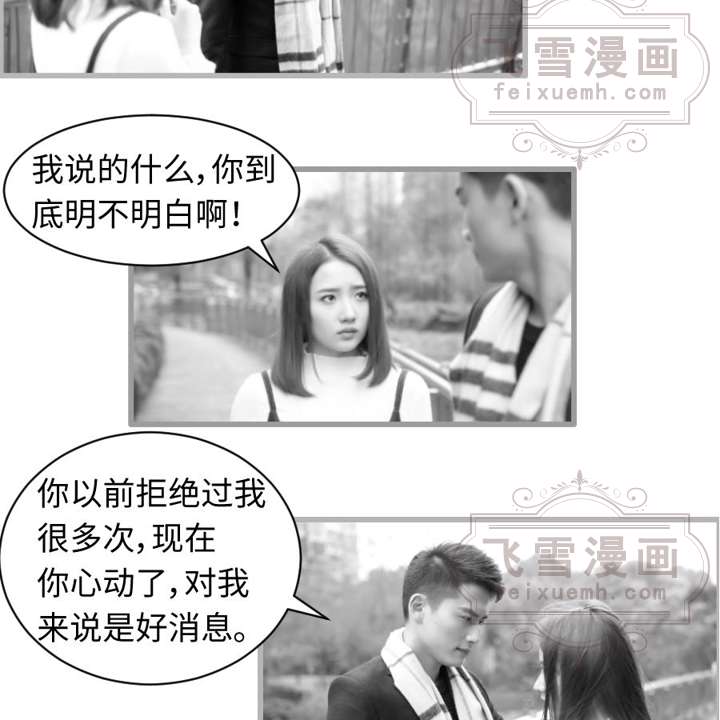 飞雪漫画
feixuemh.com
我说的什么，你到
底明不明白啊！
你以前拒绝过我
很多次，现在
你心动了，对我
来说是好消息。
飞雪漫画
feixuemh.com